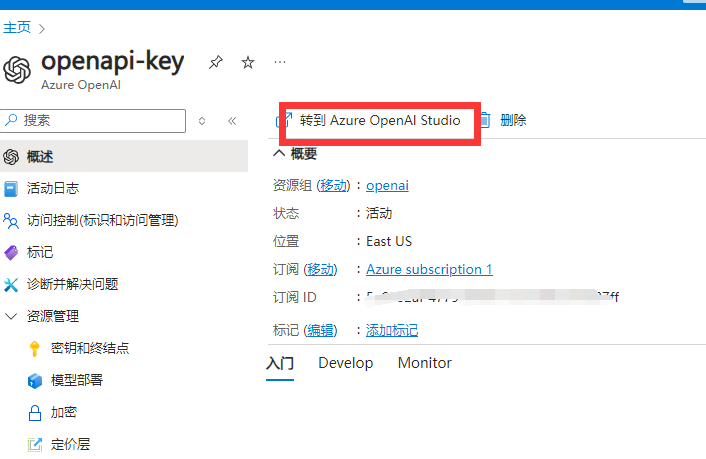 主页
openapi-key
Azure OpenAI
搜索
转到 Azure OpenAI Studio
删除
概述
活动日志
访问控制(标识和访问管理)
标记
诊断并解决问题
资源管理
密钥和终结点
模型部署
加密
定价层
概要
资源组 (移动) : openai
状态 : 活动
位置 : East US
订阅 (移动) : Azure subscription 1
订阅 ID :
标记 (编辑) : 添加标记
入门 Develop Monitor